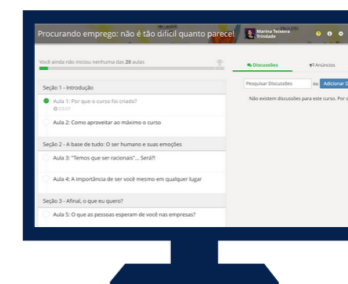 Procurando emprego: não é tão difícil quanto parece!
Marina Teixeira
Trindade
Você ainda não iniciou nenhuma das 28 aulas
Discussões
Anúncios
Pesquisar Discussões
ou
Adicionar
Não existem discussões para este curso. Por
Seção 1 - Introdução
Aula 1: Por que o curso foi criado?
Aula 2: Como aproveitar ao máximo o curso
Seção 2 - A base de tudo: O ser humano e suas emoções
Aula 3: "Temos que ser racionais"... Será?!
Aula 4: A importância de ser você mesmo em qualquer lugar
Seção 3 - Afinal, o que eu quero?
Aula 5: O que as pessoas esperam de você nas empresas?